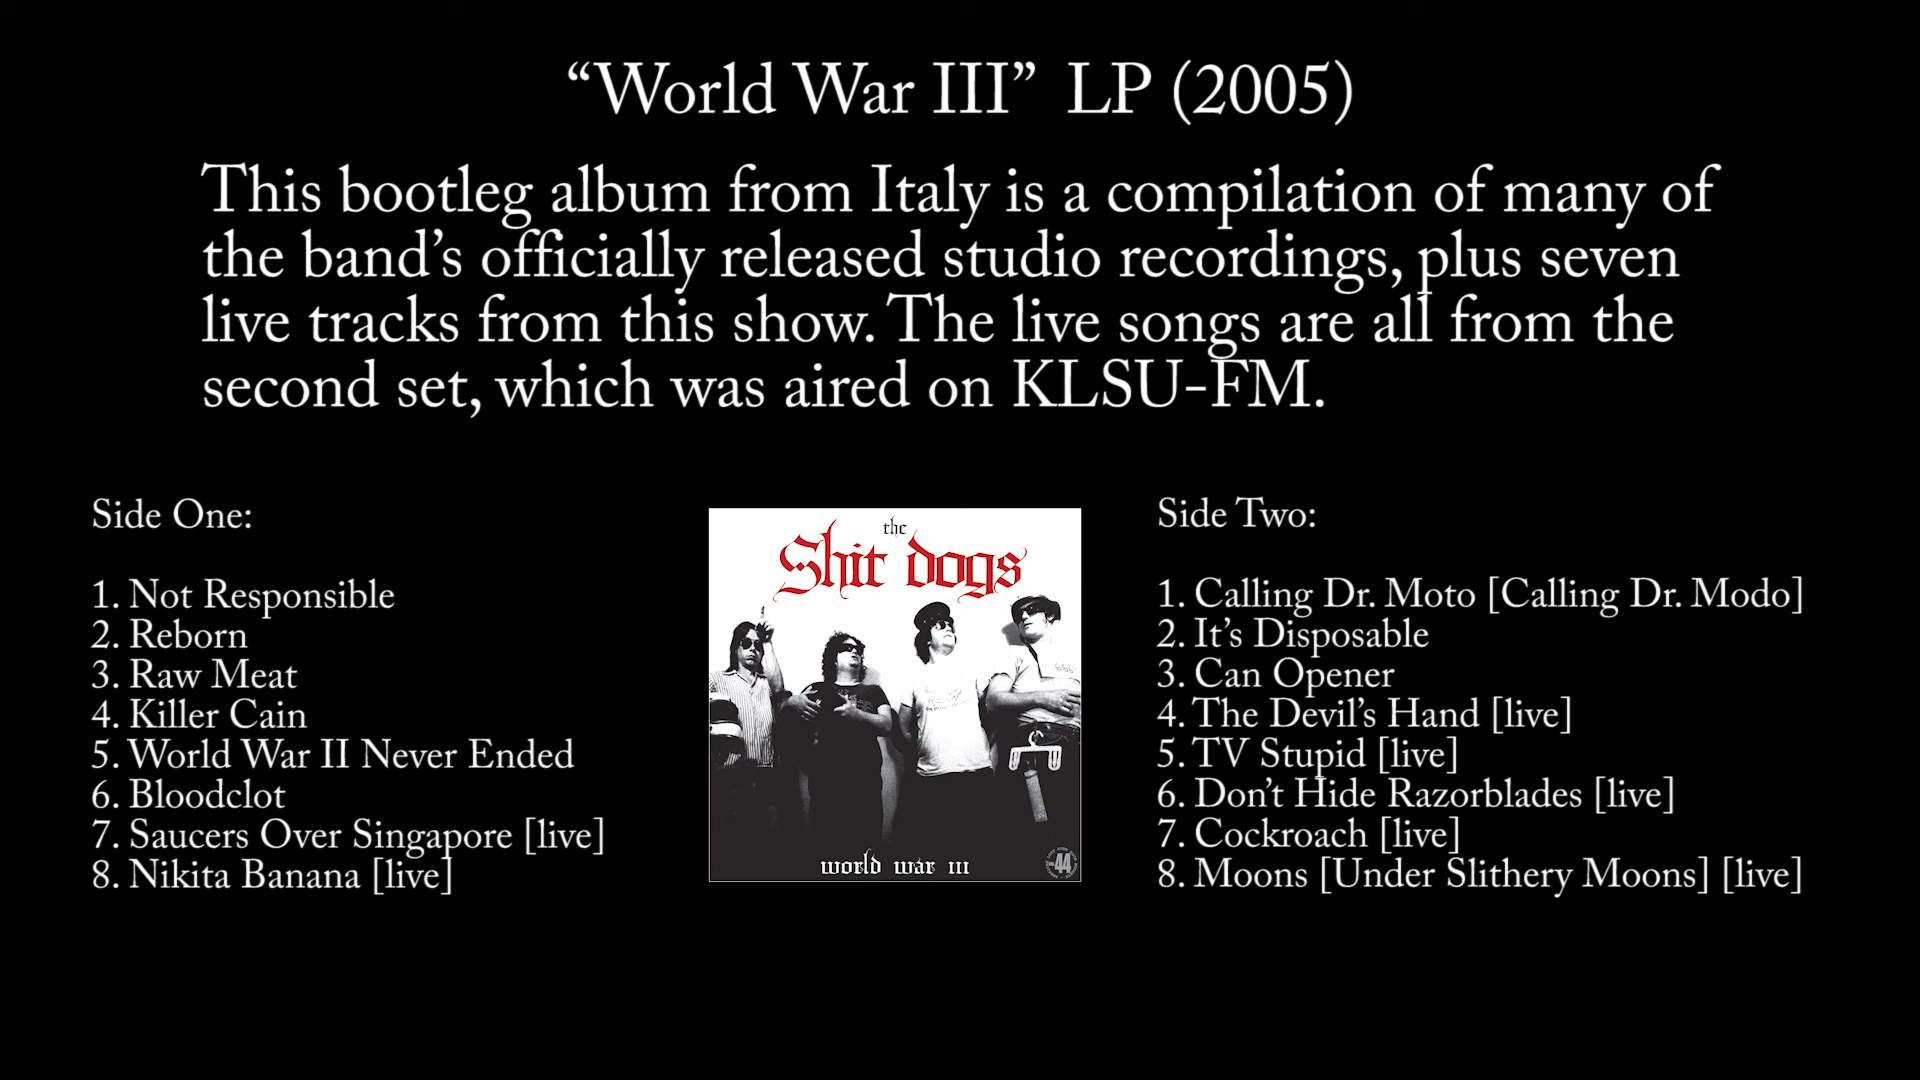 “World War III” LP (2005)
This bootleg album from Italy is a compilation of many of
the band’s officially released studio recordings, plus seven
live tracks from this show. The live songs are all from the
second set, which was aired on KLSU-FM.
Side One:
1. Not Responsible
2. Reborn
3. Raw Meat
4. Killer Cain
5. World War II Never Ended
6. Bloodclot
7. Saucers Over Singapore [live]
8. Nikita Banana [live]
the
Shit dogs
666
world war III
44
Side Two:
1. Calling Dr. Moto [Calling Dr. Modo]
2. It’s Disposable
3. Can Opener
4. The Devil’s Hand [live]
5. TV Stupid [live]
6. Don’t Hide Razorblades [live]
7. Cockroach [live]
8. Moons [Under Slithery Moons] [live]